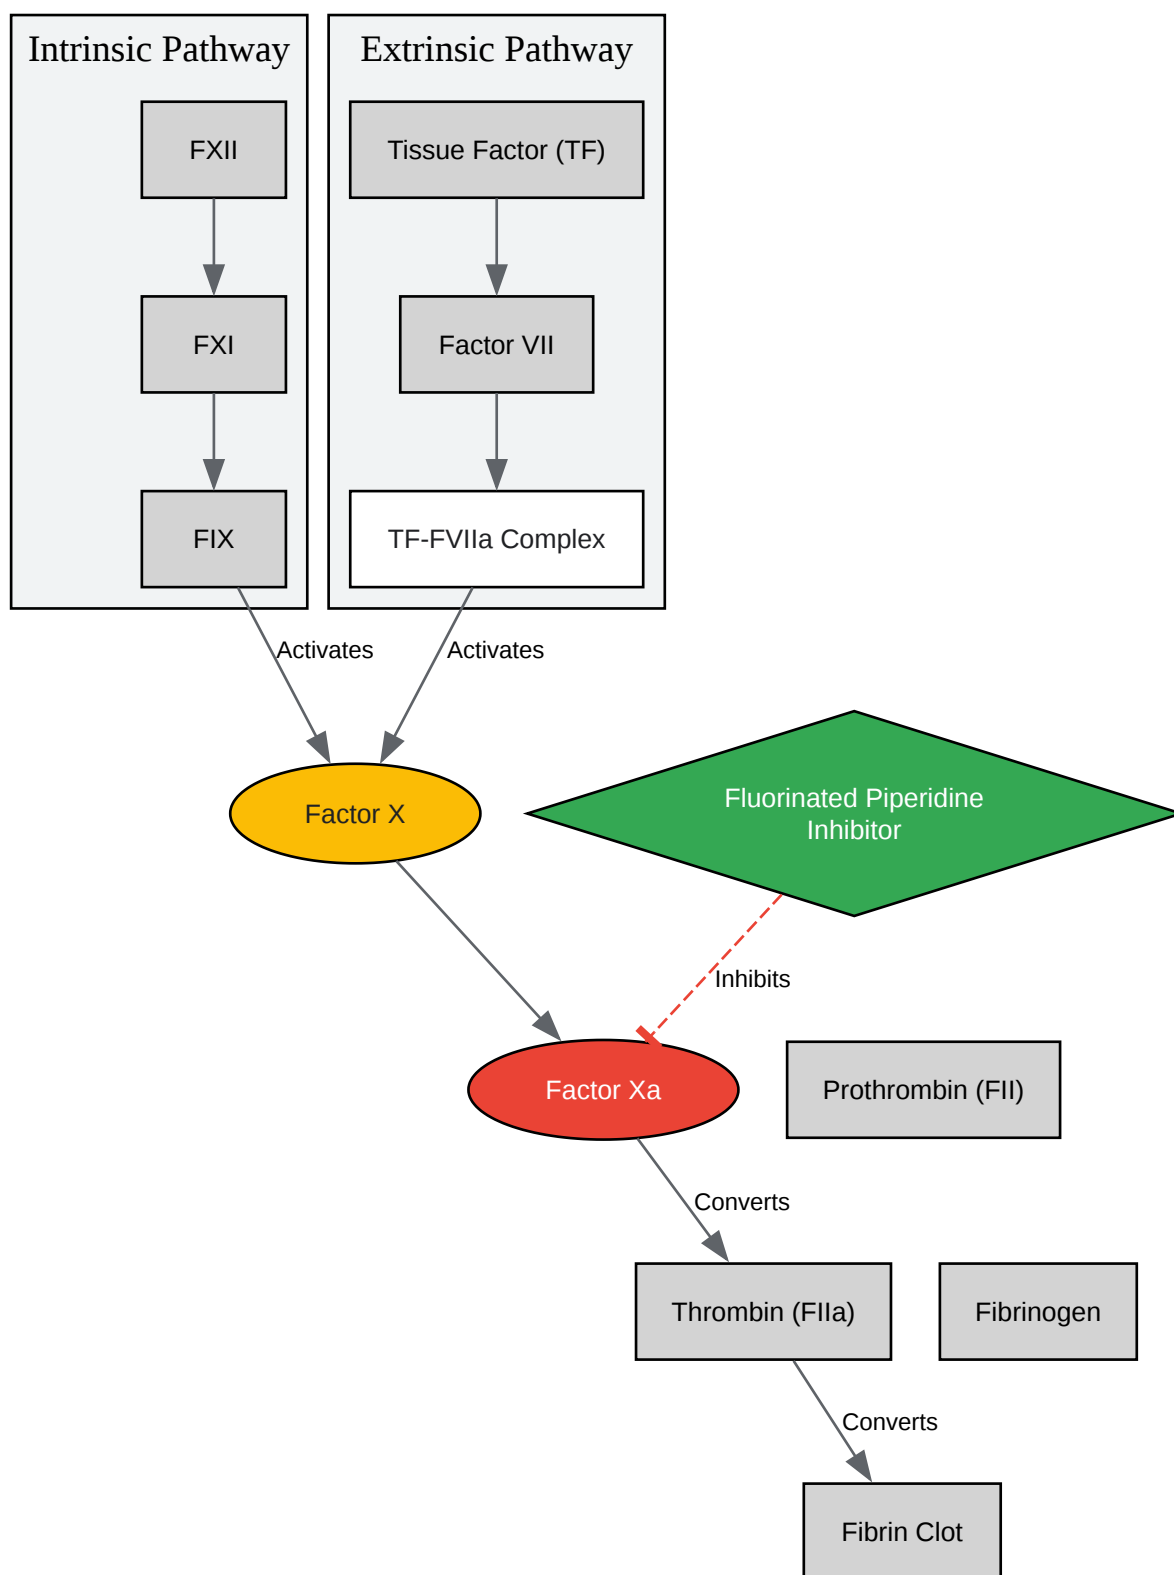 Intrinsic Pathway
Extrinsic Pathway
FXII
Tissue Factor (TF)
FXI
Factor VII
FIX
TF-FVIIa Complex
Activates
Activates
Factor X
Fluorinated Piperidine
Inhibitor
Inhibits
Factor Xa
Prothrombin (FII)
Converts
Thrombin (FIIa)
Fibrinogen
Converts
Fibrin Clot